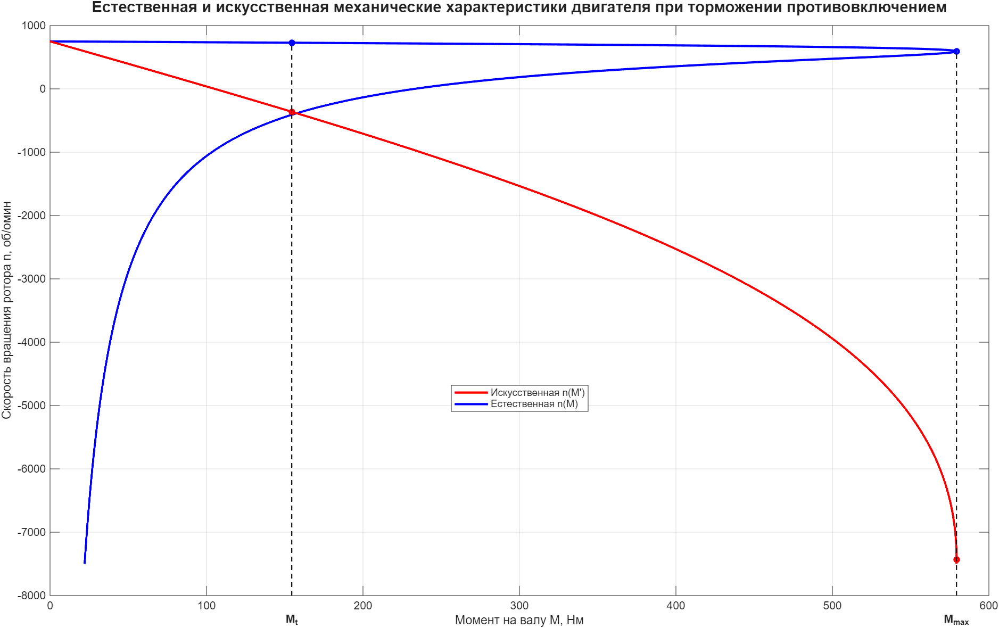 Естественная и искусственная механические характеристики двигателя при торможении противовключением
Скорость вращения ротора n, об/омин
1000
0
-1000
-2000
-3000
-4000
-5000
-6000
-7000
-8000
Искусственная n(M')
Естественная n(M)
0 100 200 300 400 500 600
Mt Mmax
Момент на валу М, Нм